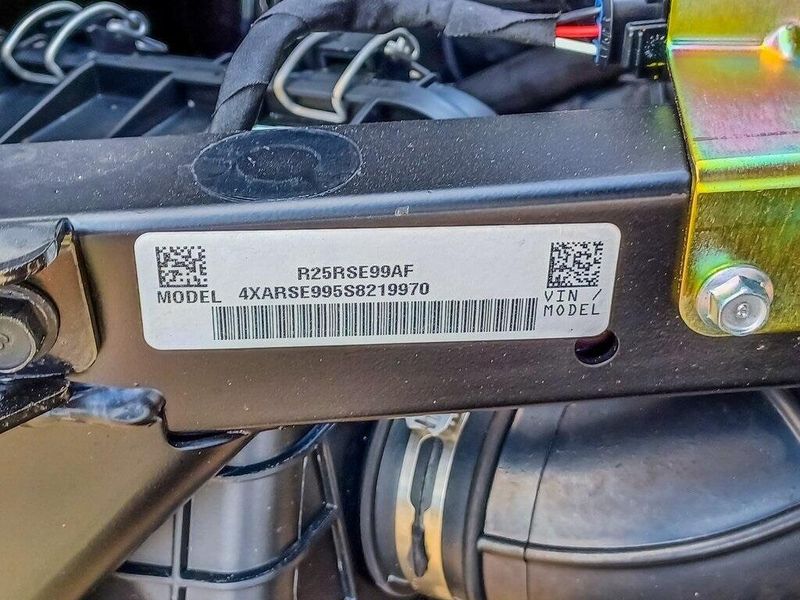 R25RSE99AF
MODEL 4XARSE995S8219970
VIN /
MODEL